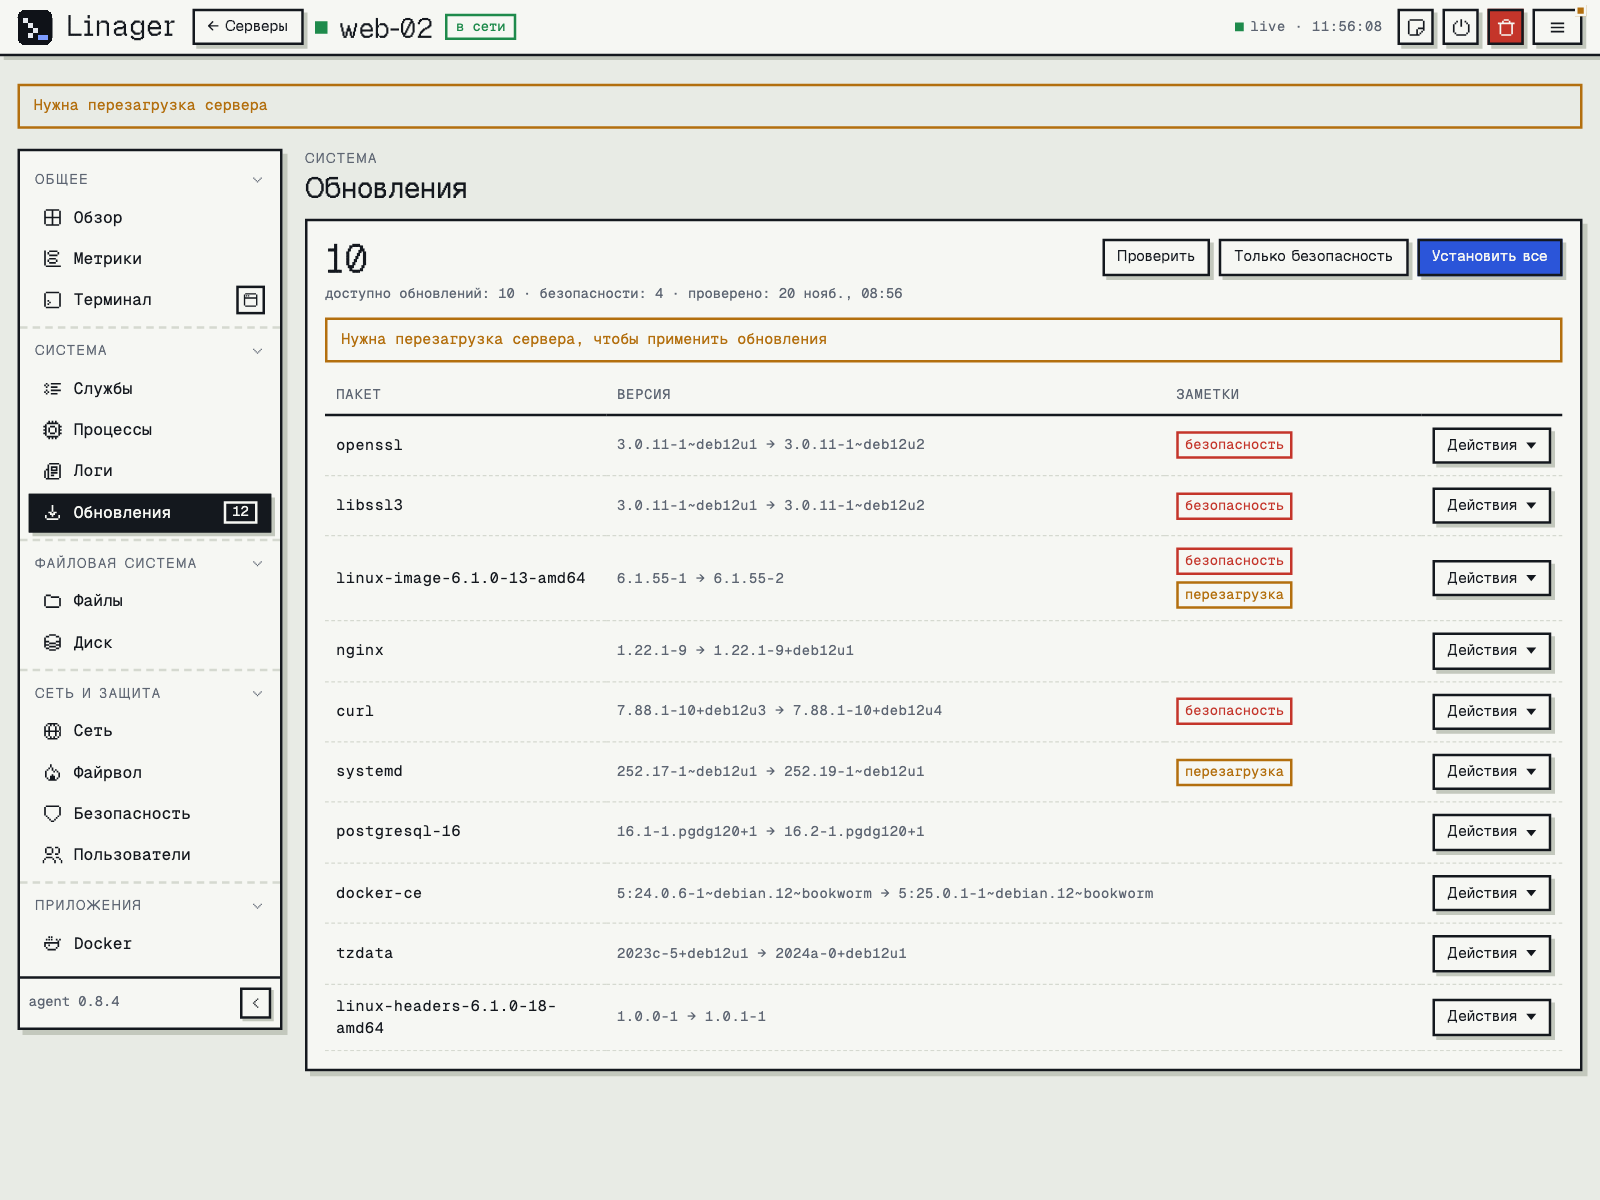 Linager
← Серверы
web-02
в сети
live · 11:56:08
Нужна перезагрузка сервера
ОБЩЕЕ
Обзор
Метрики
Терминал
СИСТЕМА
Службы
Процессы
Логи
Обновления 12
ФАЙЛОВАЯ СИСТЕМА
Файлы
Диск
СЕТЬ И ЗАЩИТА
Сеть
Файрвол
Безопасность
Пользователи
ПРИЛОЖЕНИЯ
Docker
agent 0.8.4
СИСТЕМА
Обновления
10
Проверить
Только безопасность
Установить все
доступно обновлений: 10 · безопасности: 4 · проверено: 20 нояб., 08:56
Нужна перезагрузка сервера, чтобы применить обновления
ПАКЕТ ВЕРСИЯ ЗАМЕТКИ
openssl 3.0.11-1~deb12u1 → 3.0.11-1~deb12u2 безопасность Действия ▼
libssl3 3.0.11-1~deb12u1 → 3.0.11-1~deb12u2 безопасность Действия ▼
linux-image-6.1.0-13-amd64 6.1.55-1 → 6.1.55-2 безопасность Действия ▼
перезагрузка
nginx 1.22.1-9 → 1.22.1-9+deb12u1 Действия ▼
curl 7.88.1-10+deb12u3 → 7.88.1-10+deb12u4 безопасность Действия ▼
systemd 252.17-1~deb12u1 → 252.19-1~deb12u1 перезагрузка Действия ▼
postgresql-16 16.1-1.pgdg120+1 → 16.2-1.pgdg120+1 Действия ▼
docker-ce 5:24.0.6-1~debian.12~bookworm → 5:25.0.1-1~debian.12~bookworm Действия ▼
tzdata 2023c-5+deb12u1 → 2024a-0+deb12u1 Действия ▼
linux-headers-6.1.0-18-
amd64 1.0.0-1 → 1.0.1-1 Действия ▼